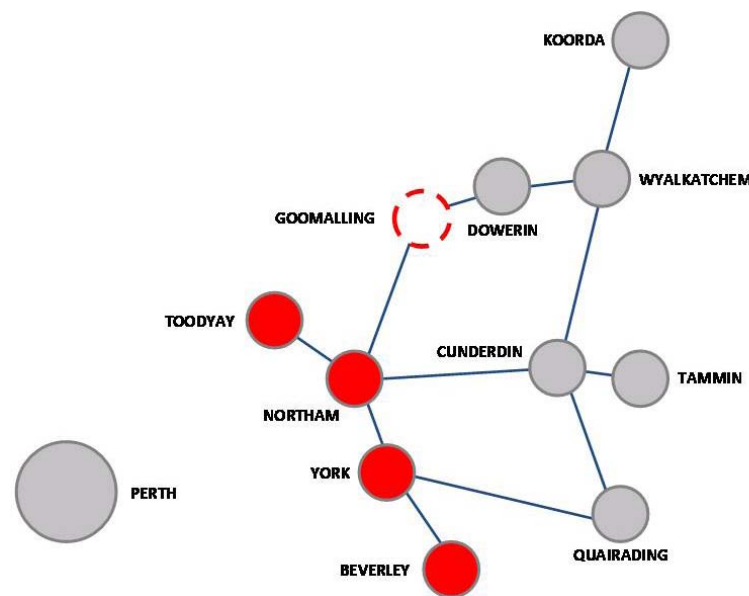 KOORDA
WYALKATCHEM
GOOMALLING
DOWERIN
TOODYAY
CUNDERDIN
TAMMIN
NORTHAM
YORK
PERTH
QUAIRADING
BEVERLEY